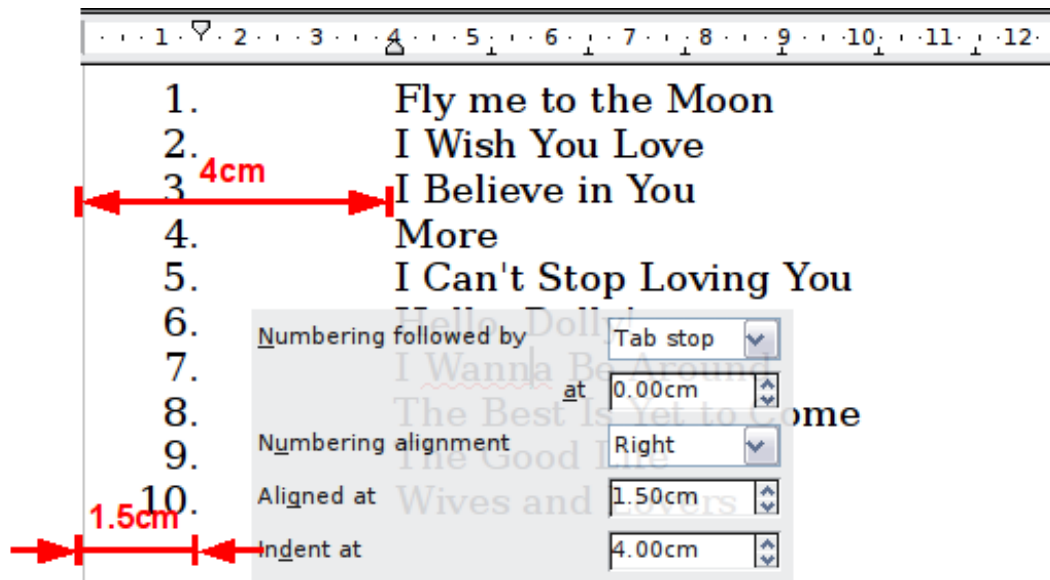 1 2 3 4 5 6 7 8 9 10 11 12
1. Fly me to the Moon
2. I Wish You Love
4cm
3 I Believe in You
4. More
5. I Can't Stop Loving You
6. Hello, Dolly!
Numbering followed by Tab stop
7. I Wanna Be Around
at 0.00cm
8. The Best Is Yet to Come
Numbering alignment Right
9. The Good Life
Aligned at 1.50cm
10. Wives and Lovers
1.5cm
Indent at 4.00cm